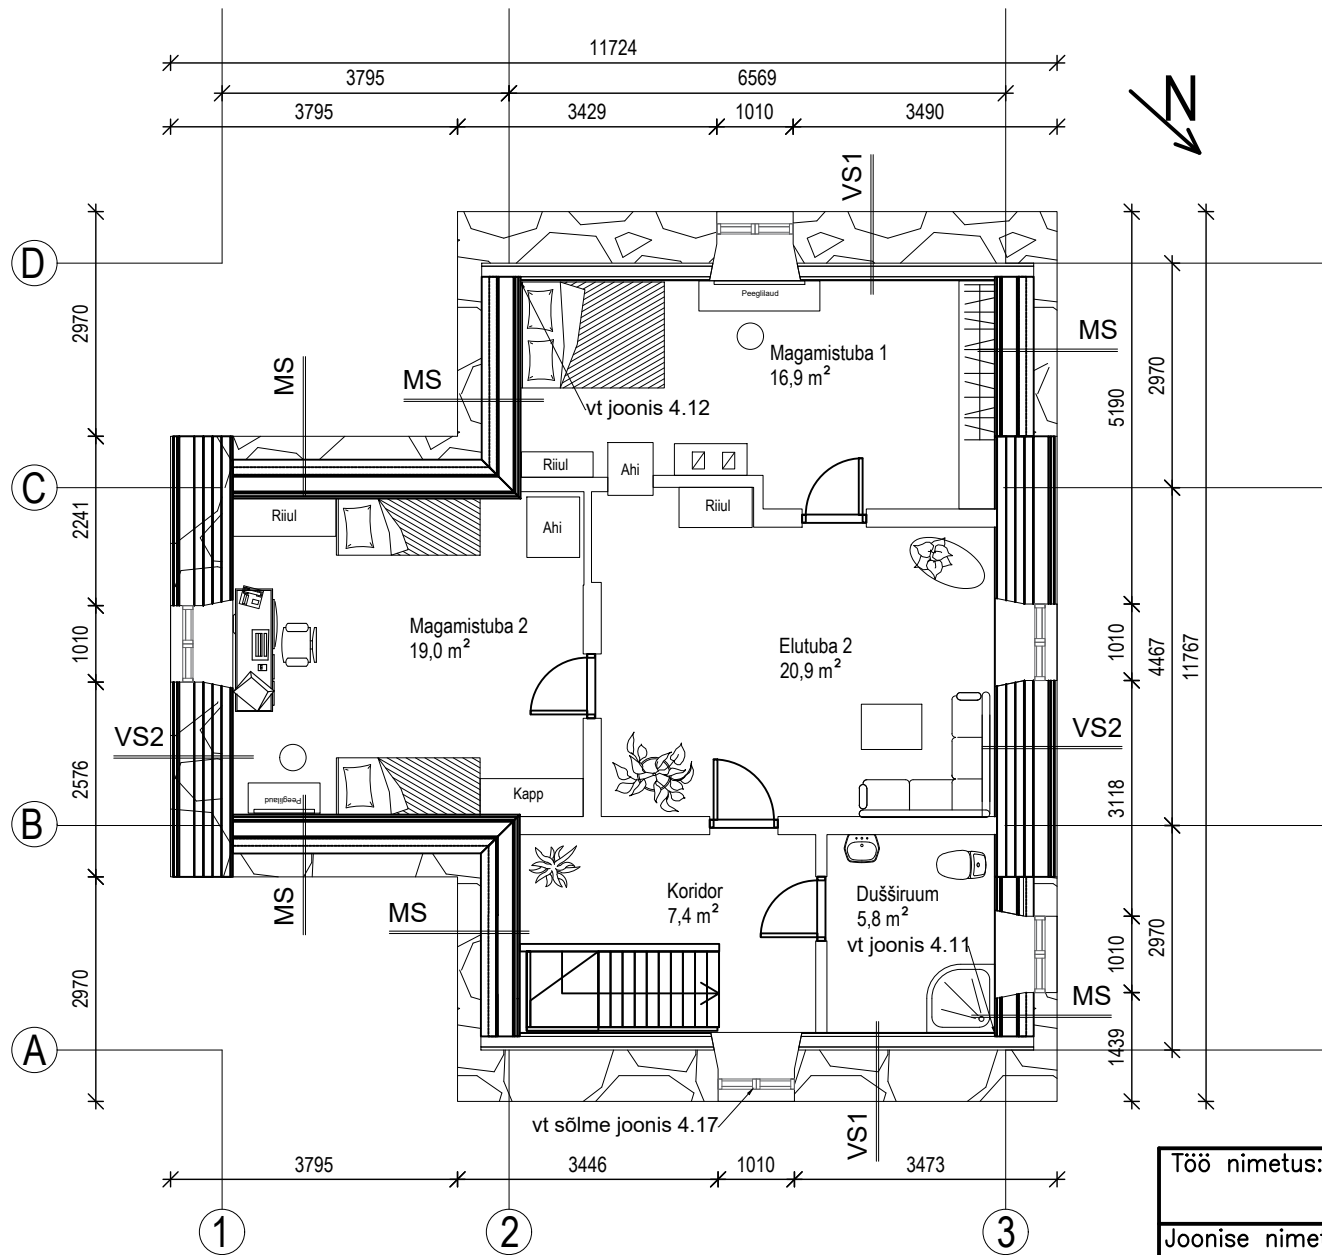 11724
3795
6569
3795
3429
1010
3490
N
VS1
D
Peeglilaud
2970
MS
MS
MS
Magamistuba 1
16,9 m²
vt joonis 4.12
5190
2970
C
Riiul
Ahi
Riiul
Riiul
Ahi
2241
1010
Magamistuba 2
19,0 m²
Elutuba 2
20,9 m²
1010
4467
11767
VS2
VS2
2576
Peeglilaud
Kapp
3118
B
MS
MS
Koridor
7,4 m²
Dušširuum
5,8 m²
vt joonis 4.11
2970
1010
2970
MS
A
1439
vt sõlme joonis 4.17
VS1
3795
3446
1010
3473
Töö nimetus:
1
2
3
Joonise nimet